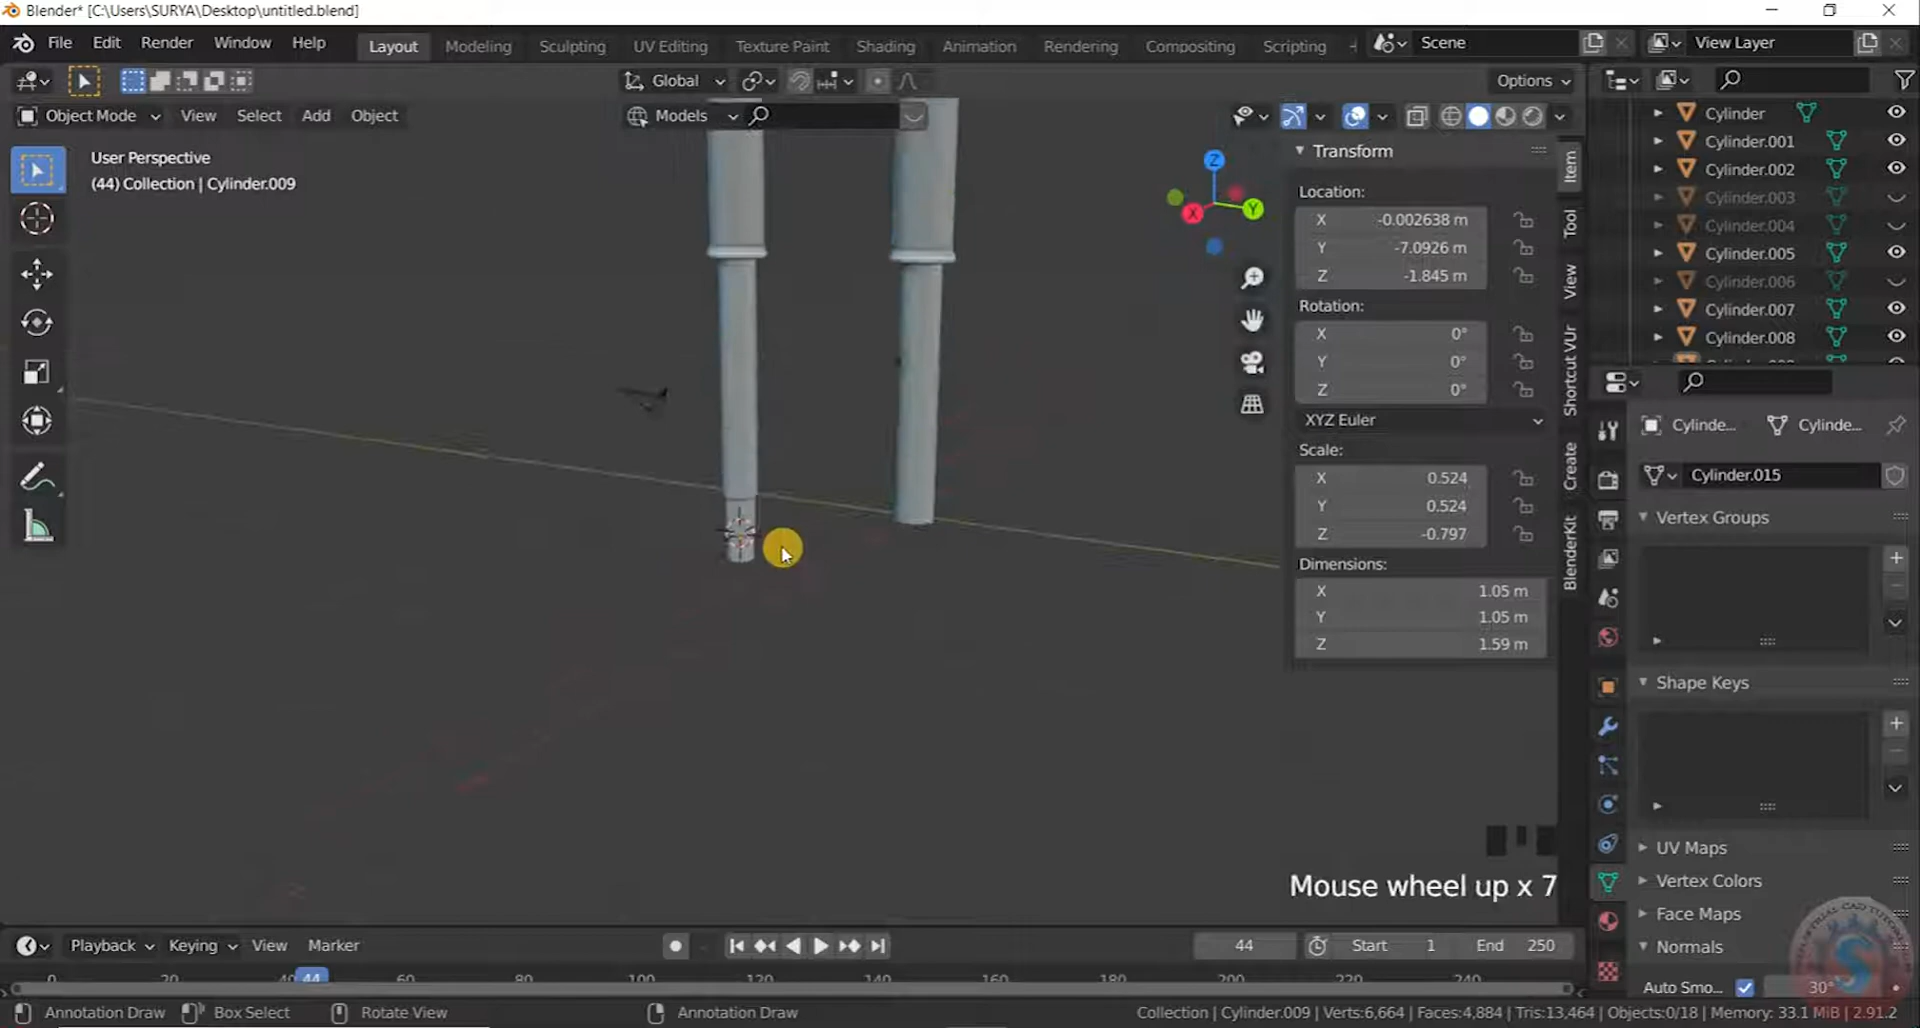 Blender* [C:\Users\SURYA\Desktop\untitled.blend]
File Edit Render Window Help Layout Modeling Sculpting UV Editing Texture Paint Shading Animation Rendering Compositing Scripting Scene View Layer
Global Options
Object Mode View Select Add Object Models
User Perspective
(44) Collection | Cylinder.009
Z
X
Y
Transform
Location:
X -0.002638 m
Y -7.0926 m
Z -1.845 m
Rotation:
X 0°
Y 0°
Z 0°
XYZ Euler
Scale:
X 0.524
Y 0.524
Z -0.797
Dimensions:
X 1.05 m
Y 1.05 m
Z 1.59 m
Item
Tool
View
Shortcut VUr
Create
BlenderKit
Cylinder
Cylinder.001
Cylinder.002
Cylinder.003
Cylinder.004
Cylinder.005
Cylinder.006
Cylinder.007
Cylinder.008
Cylinde... Cylinde...
Cylinder.015
Vertex Groups
Shape Keys
UV Maps
Vertex Colors
Face Maps
Normals
Auto Smo... 30°
Mouse wheel up x 7
Playback Keying View Marker 44 Start 1 End 250
0 20 40 44 60 80 100 120 140 160 180 200 220 240
Annotation Draw Box Select Rotate View Annotation Draw Collection | Cylinder.009 | Verts:6,664 | Faces:4,884 | Tris:13,464 | Objects:0/18 | Memory: 33.1 MiB | 2.91.2